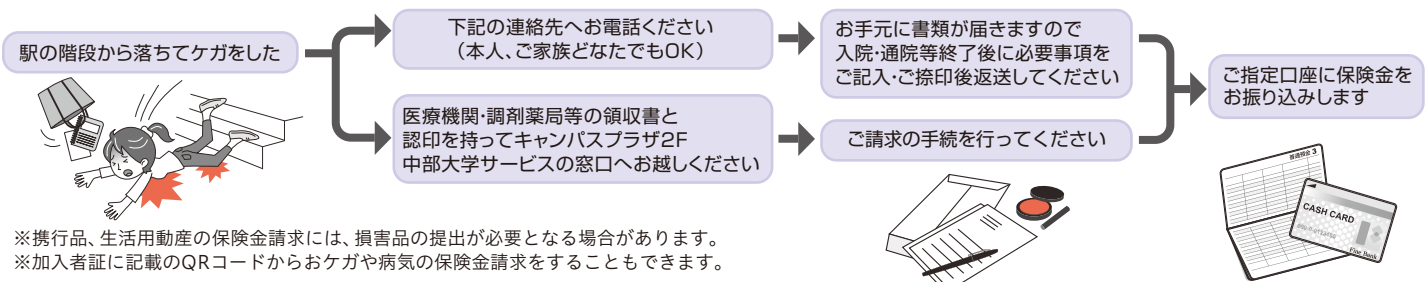 駅の階段から落ちてケガをした
下記の連絡先へお電話ください
（本人、ご家族どなたでもOK）
お手元に書類が届きますので
入院・通院等終了後に必要事項を
ご記入・ご捺印後返送してください
医療機関・調剤薬局等の領収書と
認印を持ってキャンパスプラザ2F
中部大学サービスの窓口へお越しください
ご請求の手続を行ってください
ご指定口座に保険金を
お振り込みします
普通預金 3
CASH CARD
Fine Bank
※携行品、生活用動産の保険金請求には、損害品の提出が必要となる場合があります。
※加入者証に記載のQRコードからおケガや病気の保険金請求をすることもできます。